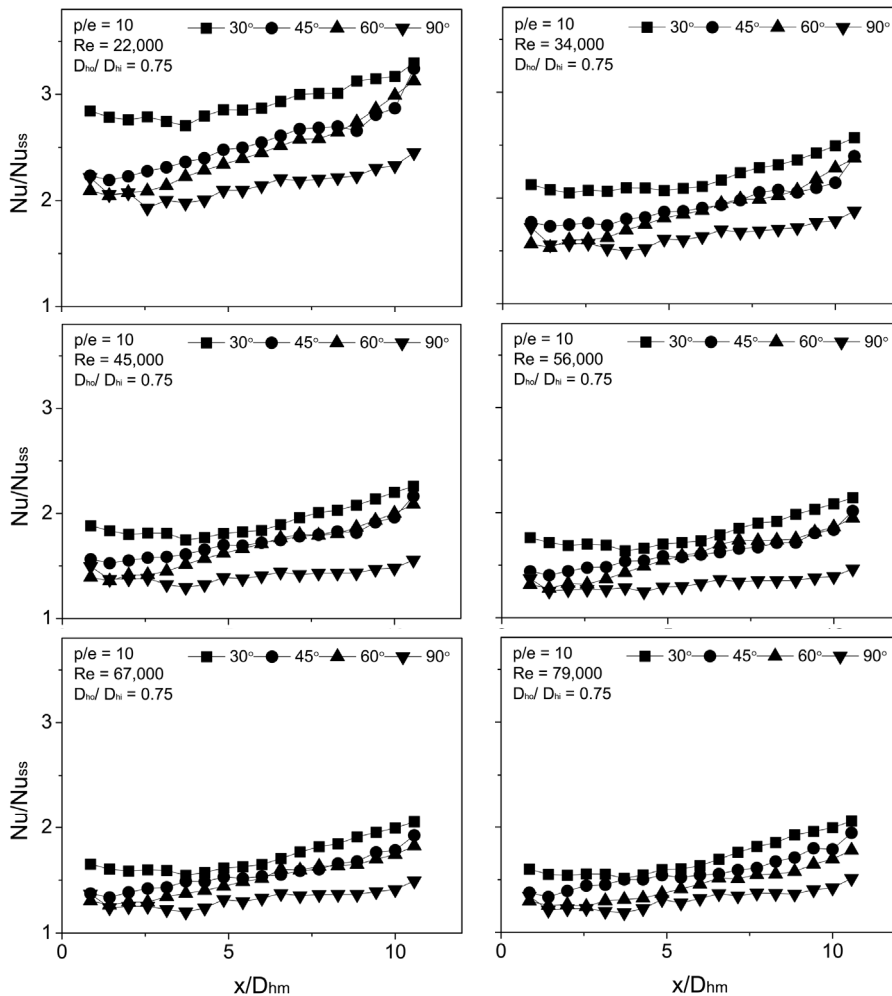 p/e = 10
Re = 22,000
Dho/ Dhi = 0.75
30° 45° 60° 90°
3
2
1
Nu/Nuss
p/e = 10
Re = 34,000
Dho/ Dhi = 0.75
30° 45° 60° 90°
p/e = 10
Re = 45,000
Dho/ Dhi = 0.75
30° 45° 60° 90°
3
2
1
Nu/Nuss
p/e = 10
Re = 56,000
Dho/ Dhi = 0.75
30° 45° 60° 90°
p/e = 10
Re = 67,000
Dho/ Dhi = 0.75
30° 45° 60° 90°
3
2
1
Nu/Nuss
0 5 10
x/Dhm
p/e = 10
Re = 79,000
Dho/ Dhi = 0.75
30° 45° 60° 90°
0 5 10
x/Dhm